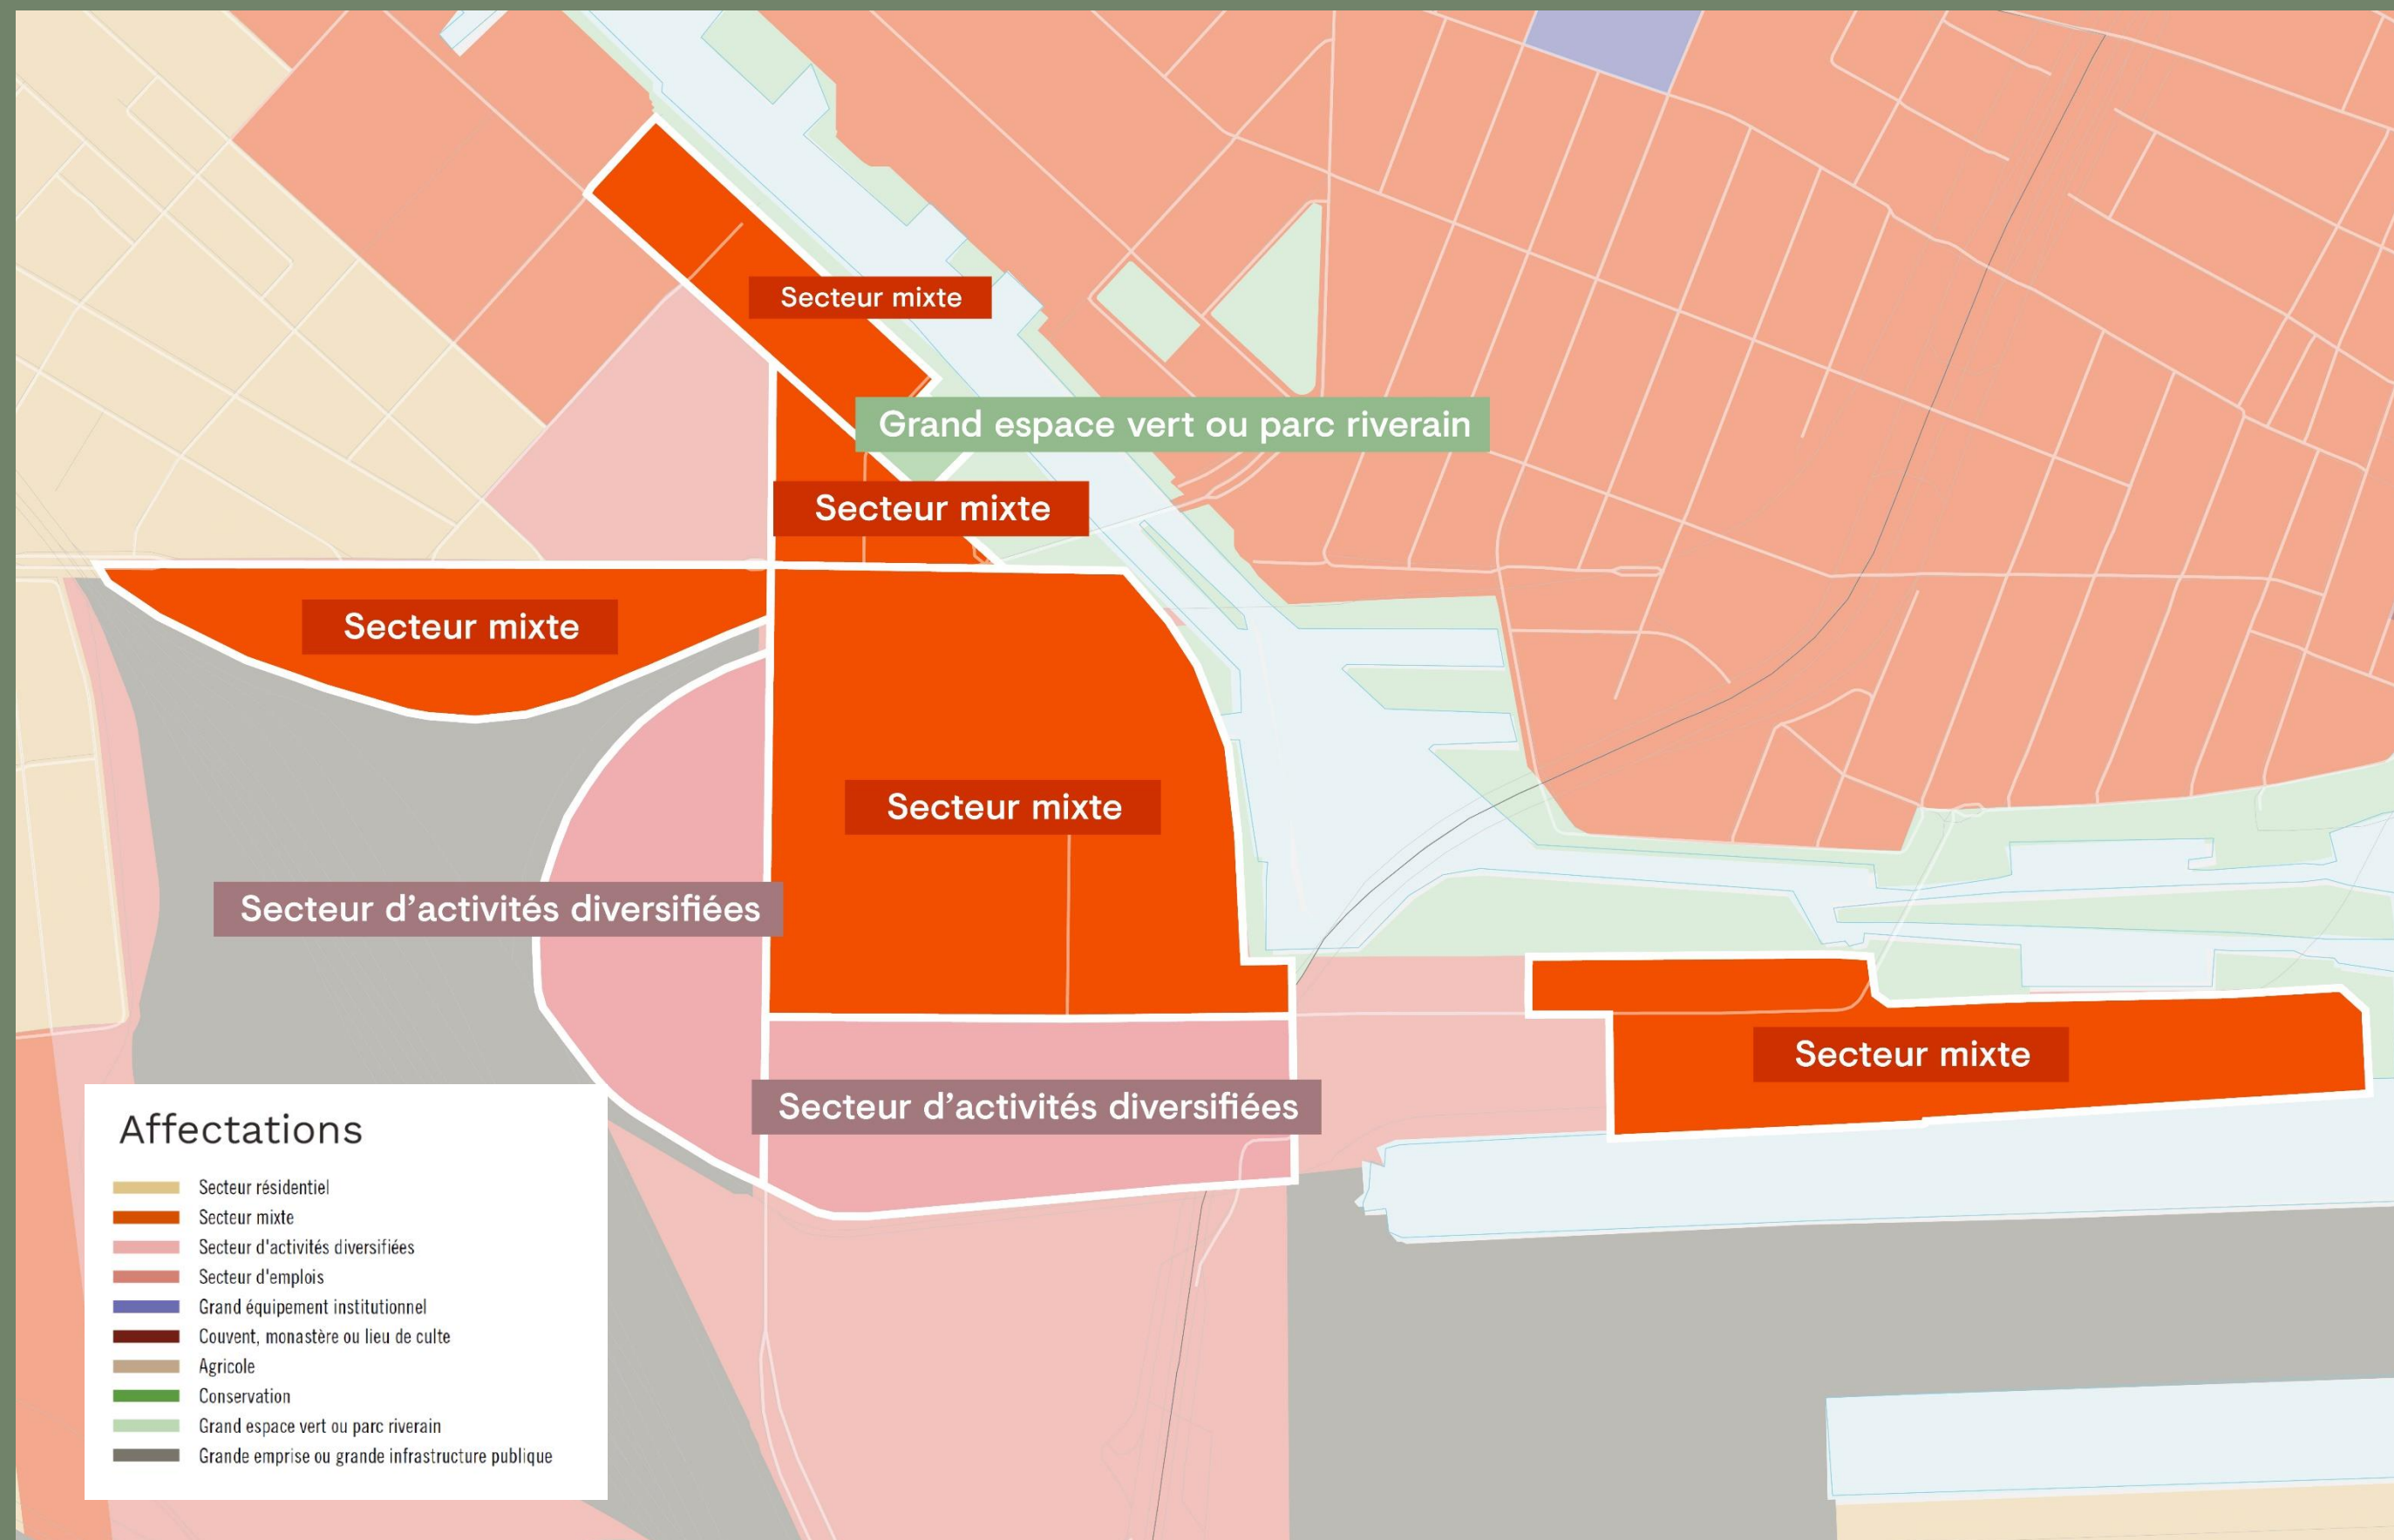 Secteur mixte
Grand espace vert ou parc riverain
Secteur mixte
Secteur mixte
Secteur mixte
Secteur d’activités diversifiées
Secteur mixte
Secteur d’activités diversifiées
Affectations
Secteur résidentiel
Secteur mixte
Secteur d'activités diversifiées
Secteur d'emplois
Grand équipement institutionnel
Couvent, monastère ou lieu de culte
Agricole
Conservation
Grand espace vert ou parc riverain
Grande emprise ou grande infrastructure publique